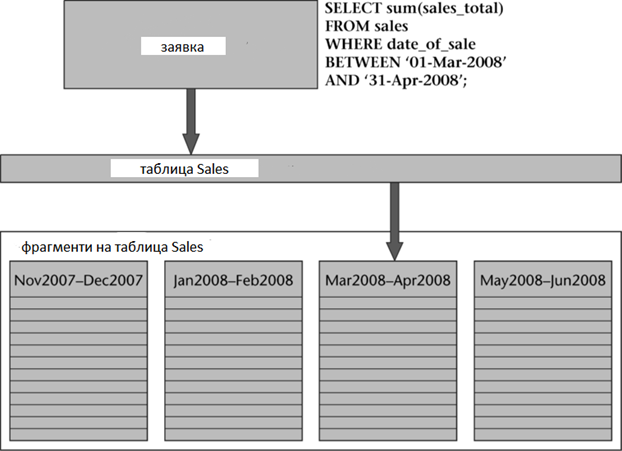 заявка
SELECT sum(sales_total)
FROM sales
WHERE date_of_sale
BETWEEN ‘01-Mar-2008’
AND ‘31-Apr-2008’;
таблица Sales
фрагменти на таблица Sales
Nov2007–Dec2007
Jan2008–Feb2008
Mar2008–Apr2008
May2008–Jun2008